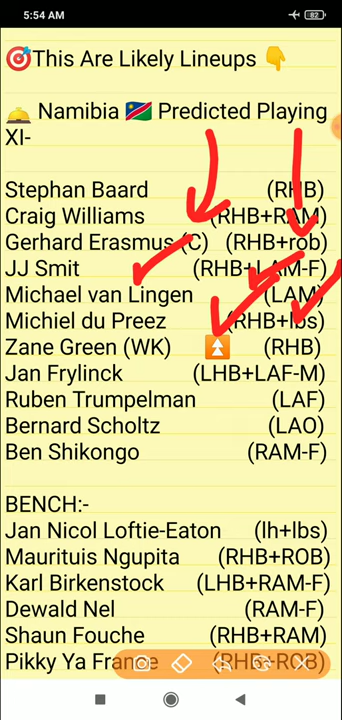 5:54 AM
82
🎯This Are Likely Lineups 👇
🛎️ Namibia 🇳🇦 Predicted Playing
XI-
Stephan Baard (RHB)
Craig Williams (RHB+RAM)
Gerhard Erasmus (C) (RHB+rob)
JJ Smit (RHB+LAM-F)
Michael van Lingen (LAM)
Michiel du Preez (RHB+lbs)
Zane Green (WK) ⏫ (RHB)
Jan Frylinck (LHB+LAF-M)
Ruben Trumpelman (LAF)
Bernard Scholtz (LAO)
Ben Shikongo (RAM-F)
BENCH:-
Jan Nicol Loftie-Eaton (lh+lbs)
Maurituis Ngupita (RHB+ROB)
Karl Birkenstock (LHB+RAM-F)
Dewald Nel (RAM-F)
Shaun Fouche (RHB+RAM)
Pikky Ya France (RHB+ROB)